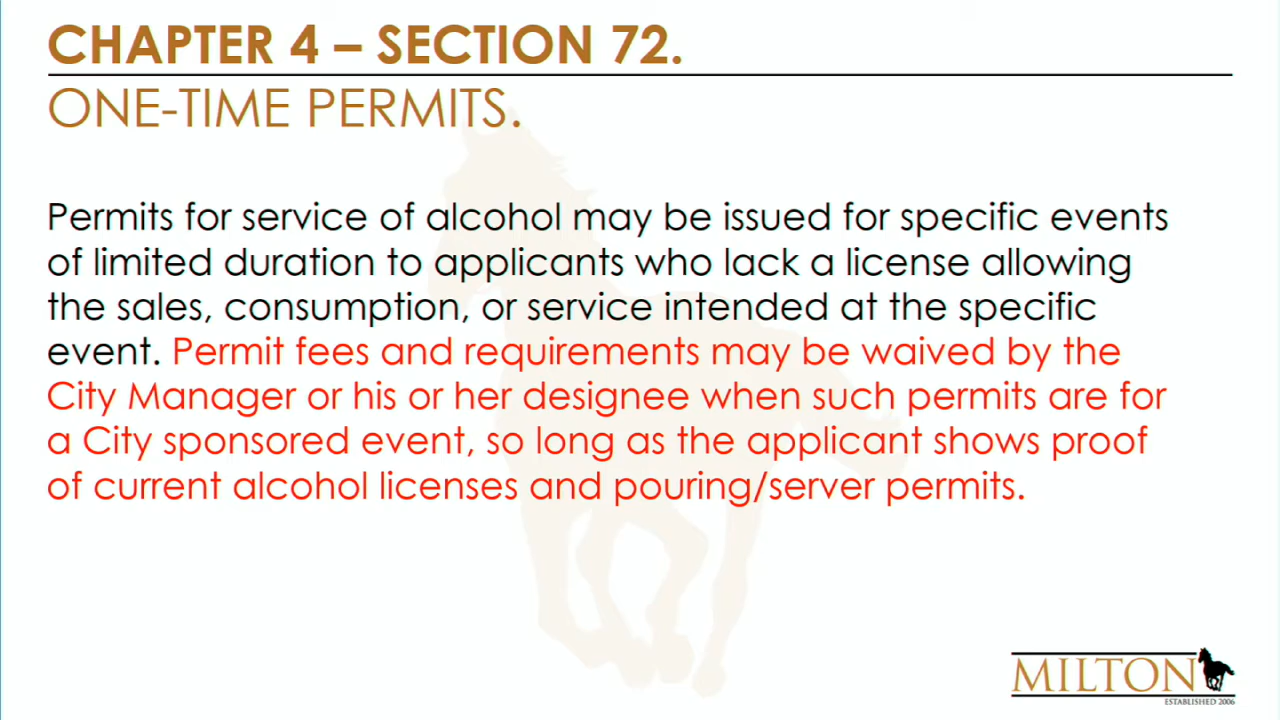 CHAPTER 4 – SECTION 72.
ONE-TIME PERMITS.
Permits for service of alcohol may be issued for specific events
of limited duration to applicants who lack a license allowing
the sales, consumption, or service intended at the specific
event. Permit fees and requirements may be waived by the
City Manager or his or her designee when such permits are for
a City sponsored event, so long as the applicant shows proof
of current alcohol licenses and pouring/server permits.
MILTON
ESTABLISHED 2006